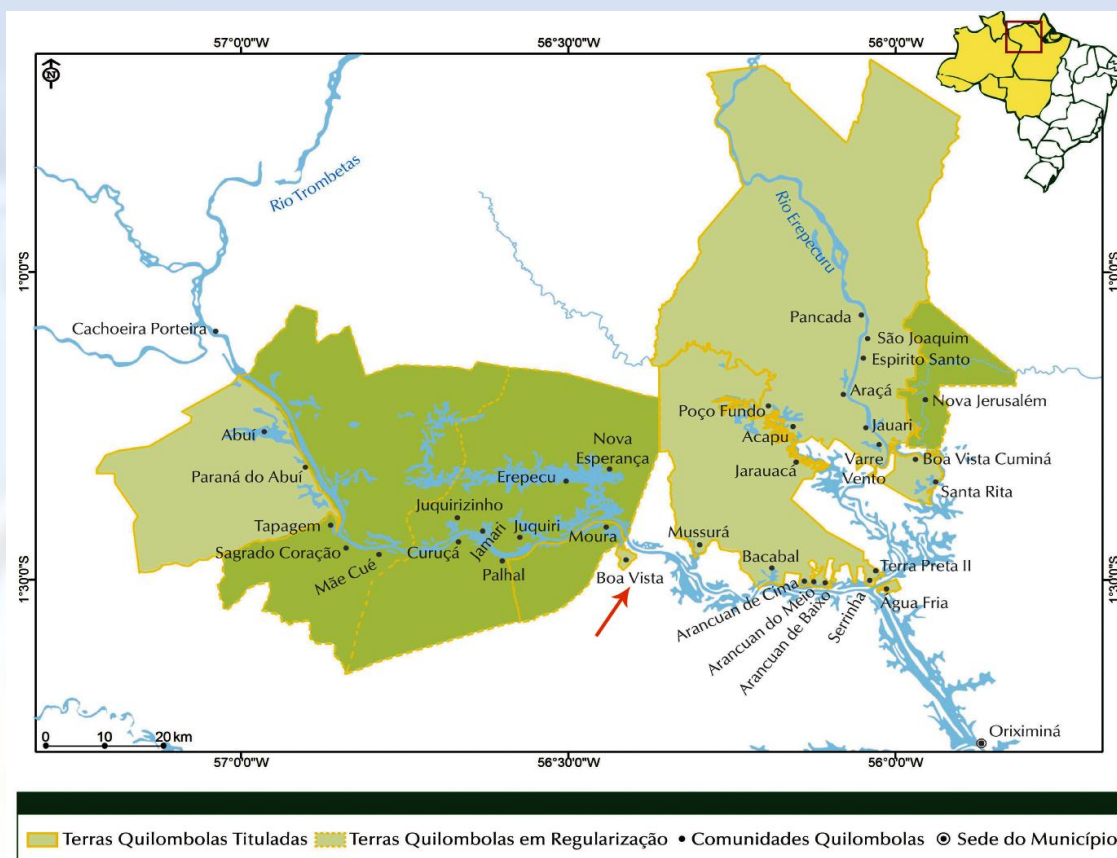 57°0'0"W
56°30'0"W
56°0'0"W
N
Rio Trombetas
Rio Erepecuru
1°0'0"S
1°0'0"S
Pancada
Cachoeira Porteira
São Joaquim
Espirito Santo
Araçá
Nova Jerusalém
Poço Fundo
Abuí
Acapu
Jauari
Nova
Esperança
Varre
Vento
Boa Vista Cuminá
Jarauacá
Paraná do Abuí
Erepecu
Santa Rita
Juquirizinho
Tapagem
Jamari
Juquiri
Moura
Mussurá
Sagrado Coração
Mãe Cué
Curuçá
Palhal
Boa Vista
Bacabal
Terra Preta II
1°30'0"S
1°30'0"S
Arancuan de Cima
Arancuan do Meio
Arancuan de Baixo
Serrinha
Água Fria
Oriximiná
0 10 20 km
57°0'0"W
56°30'0"W
56°0'0"W
Terras Quilombolas Tituladas Terras Quilombolas em Regularização • Comunidades Quilombolas Sede do Município